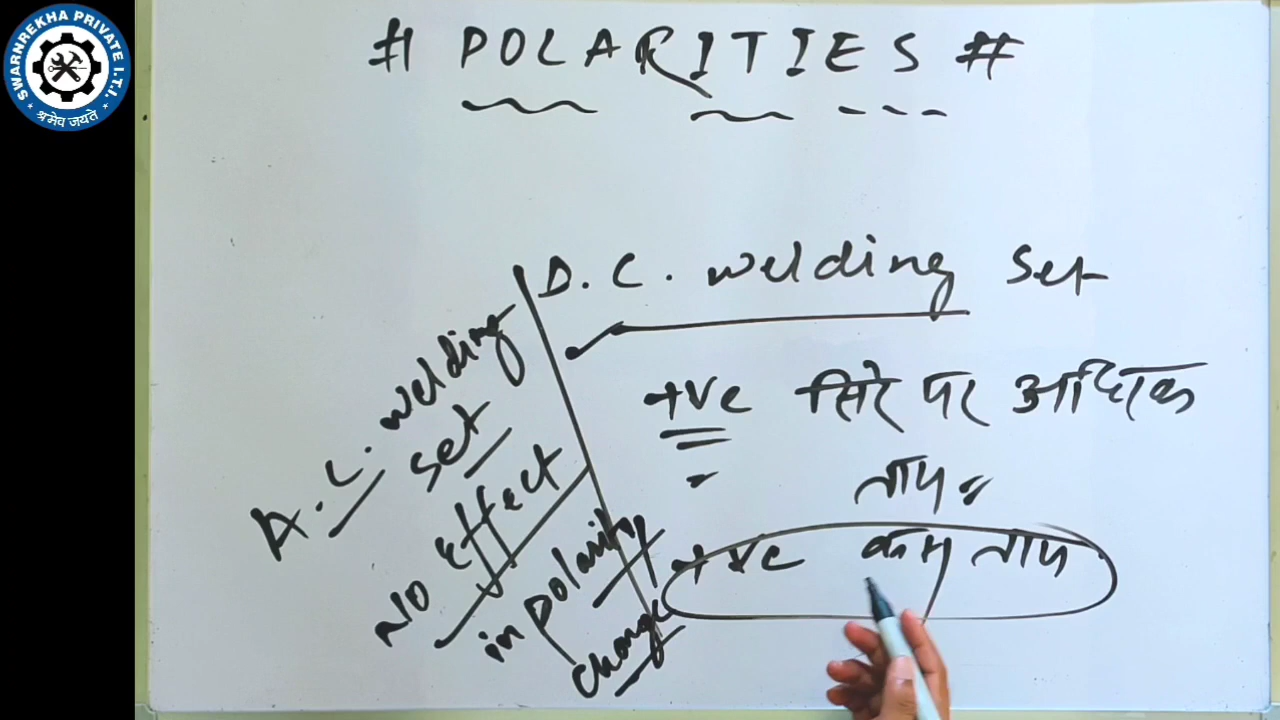 SWARNREKHA PRIVATE I.T.I.
श्रमेव जयते
# POLARITIES #
D.C. welding Set
+ve सिरे पर अधिक
ताप
+ve कम ताप
A.C. welding
set
No effect
in polarity
change